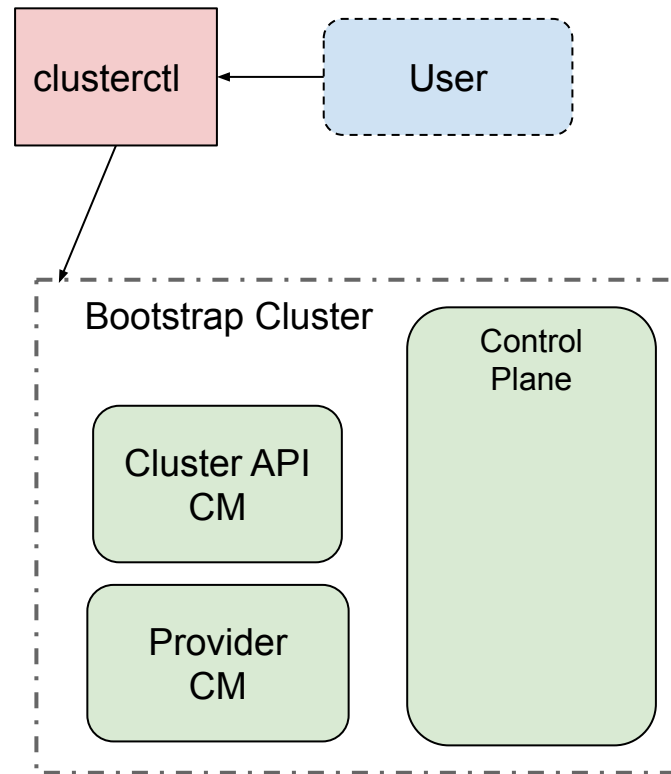 clusterctl
User
Bootstrap Cluster
Control
Plane
Cluster API
CM
Provider
CM